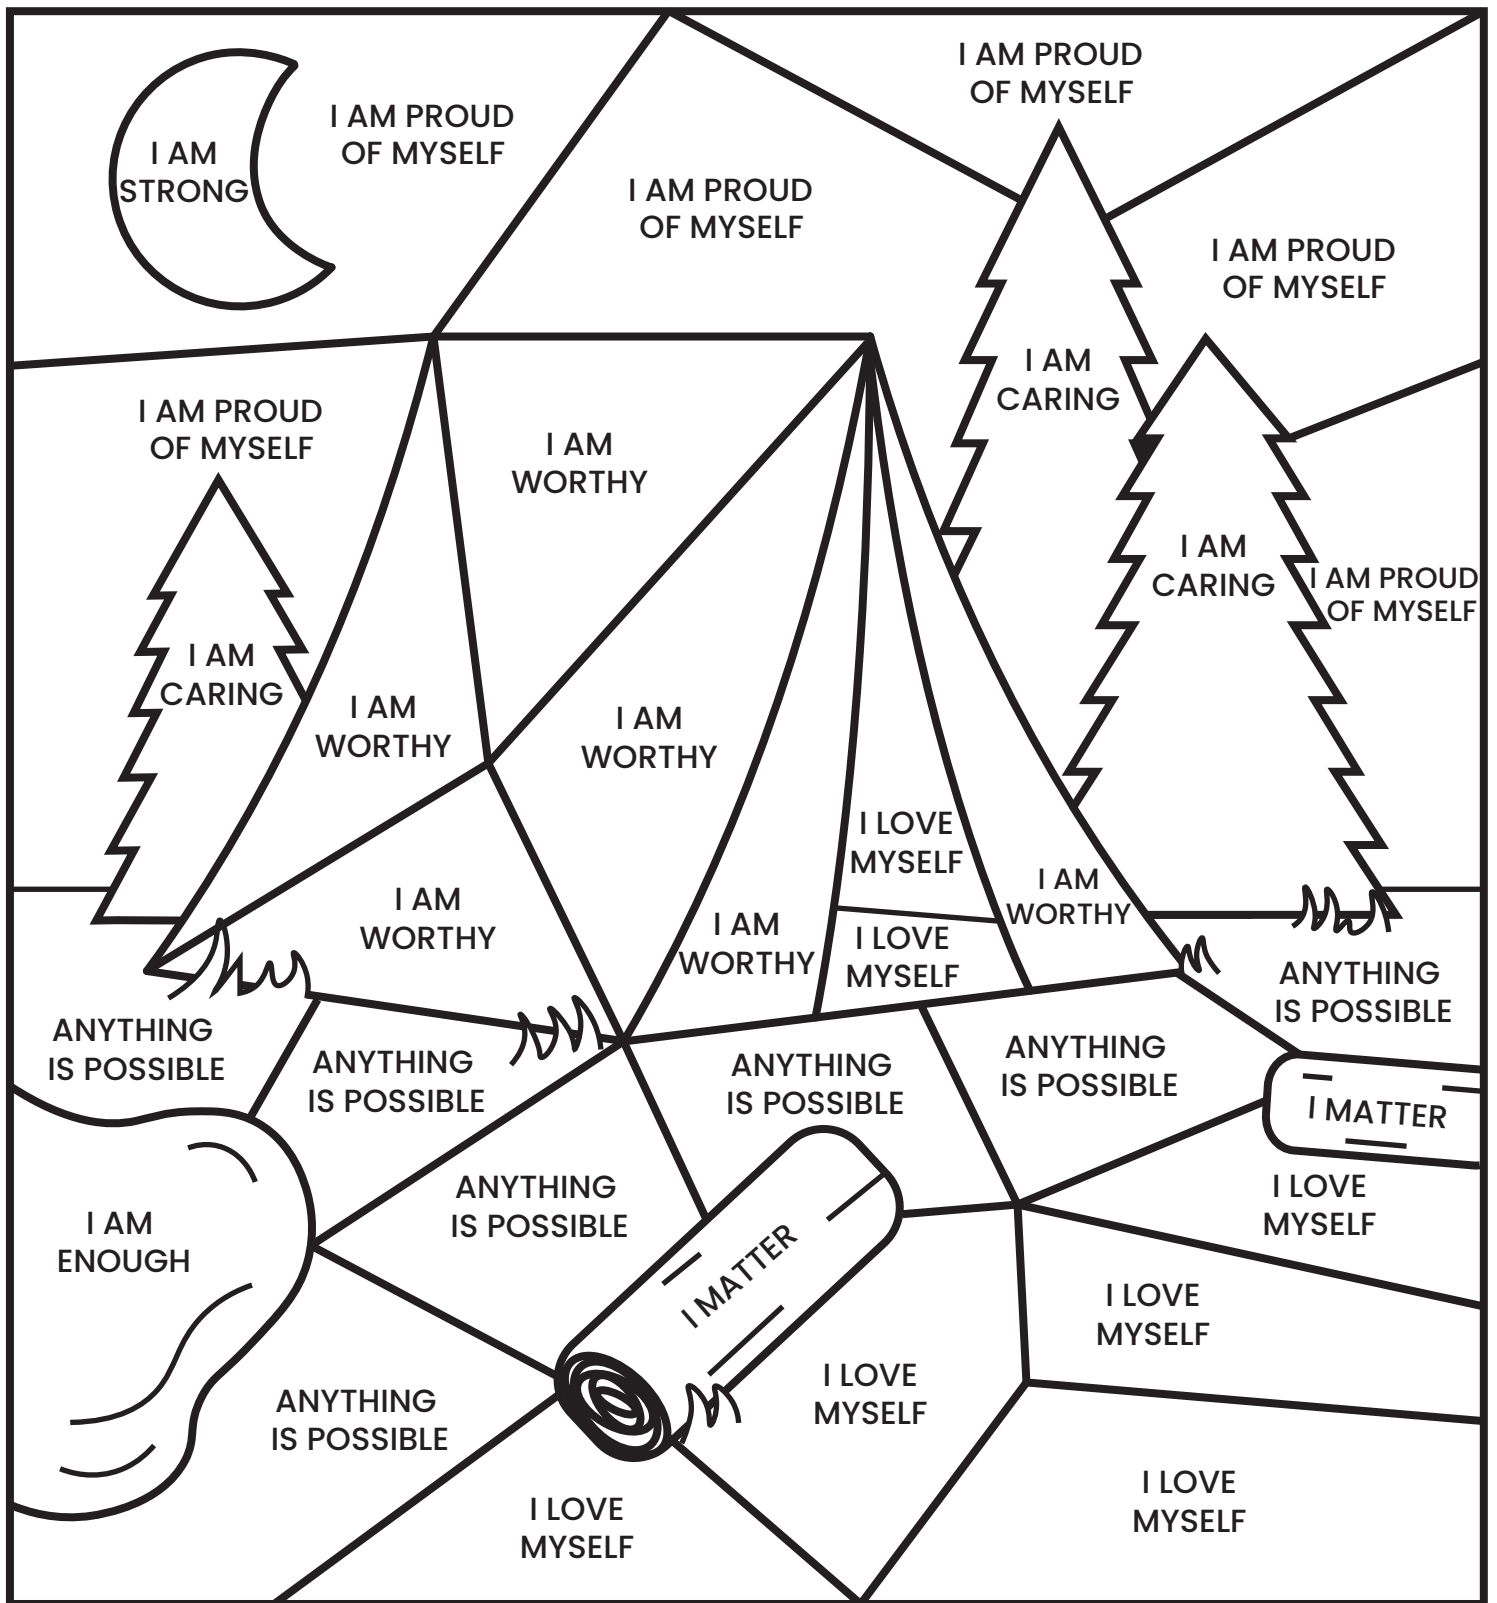 I AM PROUD
OF MYSELF
I AM PROUD
OF MYSELF
I AM
STRONG
I AM PROUD
OF MYSELF
I AM PROUD
OF MYSELF
I AM
CARING
I AM PROUD
OF MYSELF
I AM
WORTHY
I AM
CARING
I AM PROUD
OF MYSELF
I AM
CARING
I AM
WORTHY
I AM
WORTHY
I LOVE
MYSELF
I AM
WORTHY
I AM
WORTHY
I AM
WORTHY
I LOVE
MYSELF
ANYTHING
IS POSSIBLE
ANYTHING
IS POSSIBLE
ANYTHING
IS POSSIBLE
ANYTHING
IS POSSIBLE
ANYTHING
IS POSSIBLE
I MATTER
ANYTHING
IS POSSIBLE
I LOVE
MYSELF
I AM
ENOUGH
I MATTER
I LOVE
MYSELF
I LOVE
MYSELF
ANYTHING
IS POSSIBLE
I LOVE
MYSELF
I LOVE
MYSELF